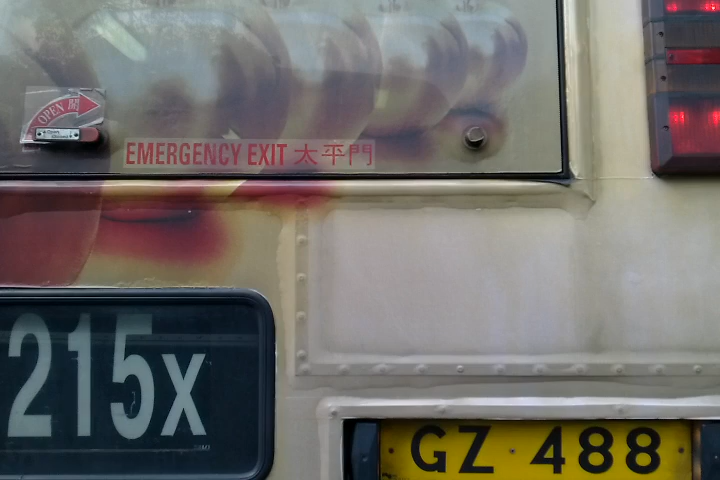 OPEN 開
EMERGENCY EXIT 太平門
215x
GZ 488